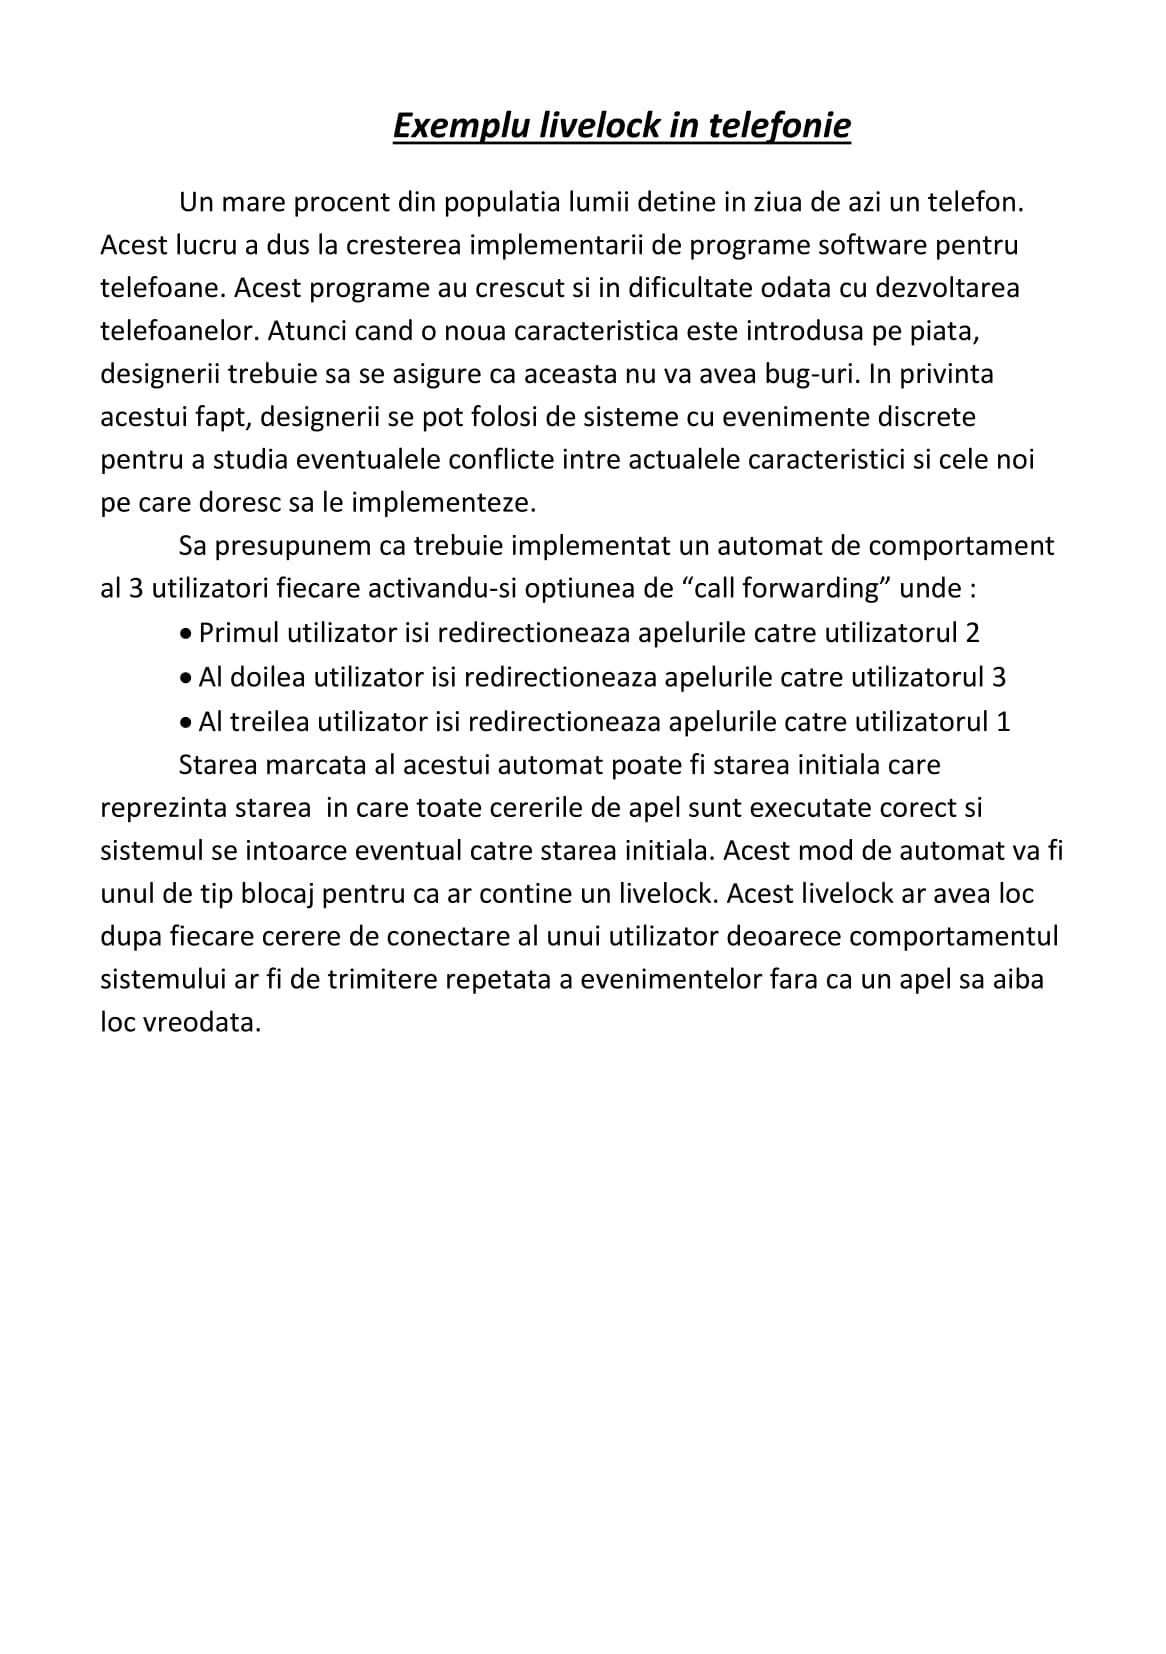 Exemplu livelock in telefonie
Un mare procent din populatia lumii detine in ziua de azi un telefon.
Acest lucru a dus la cresterea implementarii de programe software pentru
telefoane. Acest programe au crescut si in dificultate odata cu dezvoltarea
telefoanelor. Atunci cand o noua caracteristica este introdusa pe piata,
designerii trebuie sa se asigure ca aceasta nu va avea bug-uri. In privinta
acestui fapt, designerii se pot folosi de sisteme cu evenimente discrete
pentru a studia eventualele conflicte intre actualele caracteristici si cele noi
pe care doresc sa le implementeze.
Sa presupunem ca trebuie implementat un automat de comportament
al 3 utilizatori fiecare activandu-si optiunea de “call forwarding” unde :
• Primul utilizator isi redirectioneaza apelurile catre utilizatorul 2
• Al doilea utilizator isi redirectioneaza apelurile catre utilizatorul 3
• Al treilea utilizator isi redirectioneaza apelurile catre utilizatorul 1
Starea marcata al acestui automat poate fi starea initiala care
reprezinta starea  in care toate cererile de apel sunt executate corect si
sistemul se intoarce eventual catre starea initiala. Acest mod de automat va fi
unul de tip blocaj pentru ca ar contine un livelock. Acest livelock ar avea loc
dupa fiecare cerere de conectare al unui utilizator deoarece comportamentul
sistemului ar fi de trimitere repetata a evenimentelor fara ca un apel sa aiba
loc vreodata.